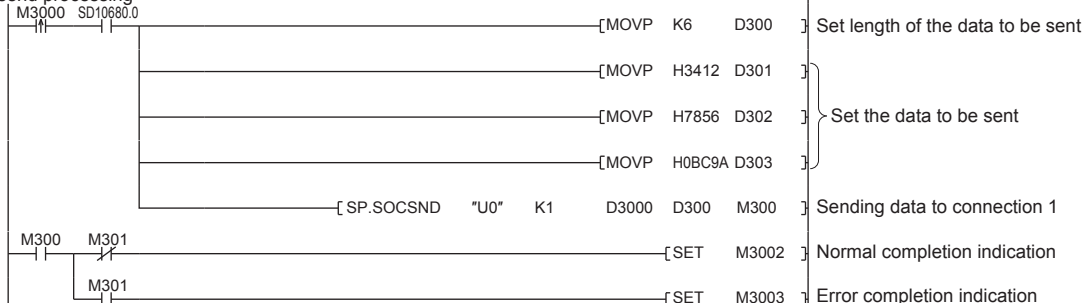 send processing
M3000 SD10680.0 MOVP K6 D300 Set length of the data to be sent
MOVP H3412 D301
MOVP H7856 D302 Set the data to be sent
MOVP H0BC9A D303
SP.SOCSND "U0" K1 D3000 D300 M300 Sending data to connection 1
M300 M301 SET M3002 Normal completion indication
M301 SET M3003 Error completion indication